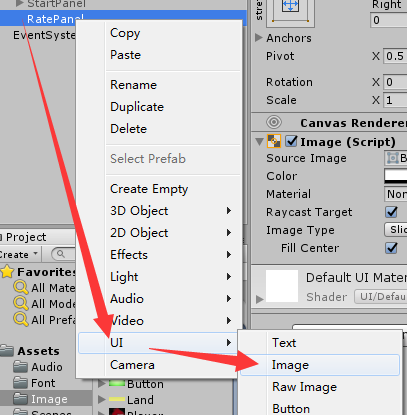 StartPanel
RatePanel
EventSyste
Copy
Paste
Rename
Duplicate
Delete
Select Prefab
Create Empty
3D Object
2D Object
Effects
Light
Audio
Video
UI
Camera
Text
Image
Raw Image
Button
Project
Create
Favorites
All Mate
All Mode
All Prefa
Assets
Audio
Font
Image
Button
Land
Player
stretch
Right
0
Anchors
Pivot
X 0.5
Rotation
X 0
Scale
X 1
Canvas Renderer
Image (Script)
Source Image
Color
Material
Non
Raycast Target
Image Type
Slic
Fill Center
Default UI Mater
Shader
UI/Defau